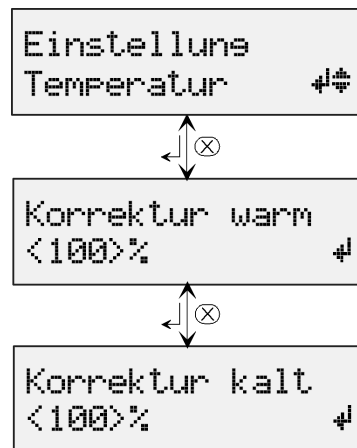 Einstellung
Temperatur
Korrektur warm
<100>%
Korrektur kalt
<100>%